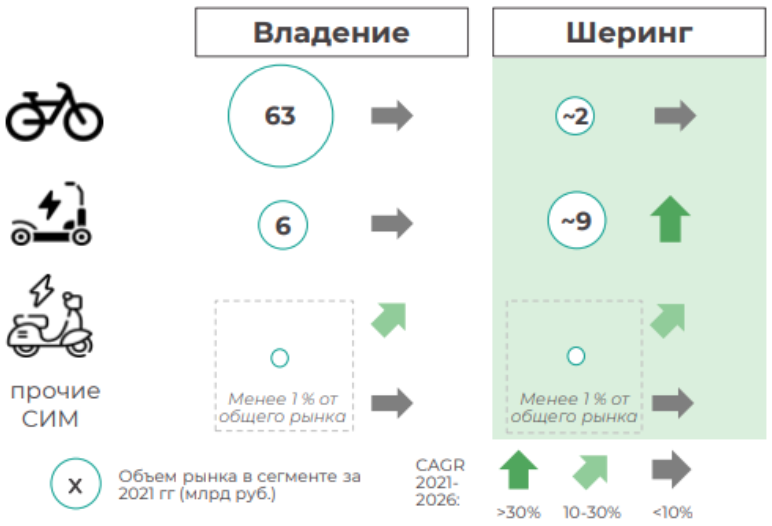 Владение
Шеринг
63
~2
6
~9
Менее 1 % от
общего рынка
Менее 1 % от
общего рынка
прочие
СИМ
X
Объем рынка в сегменте за
2021 гг (млрд руб.)
CAGR
2021-
2026:
>30%
10-30%
<10%